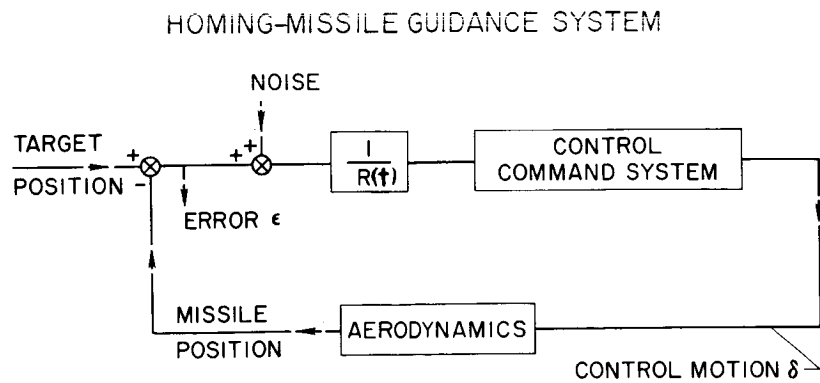 HOMING-MISSILE GUIDANCE SYSTEM
NOISE
TARGET
POSITION
+
-
+
+
ERROR ϵ
1
R(t)
CONTROL
COMMAND SYSTEM
MISSILE
POSITION
AERODYNAMICS
CONTROL MOTION δ